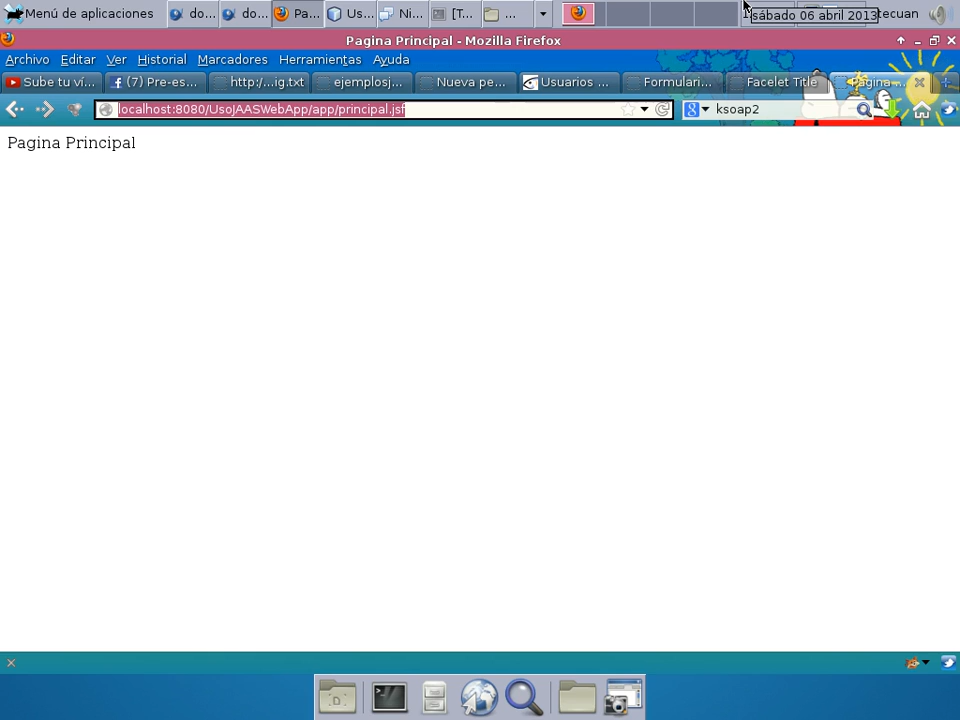 Menú de aplicaciones do... do... Pa... Us... Ni... [T... ...
sábado 06 abril 2013 tecuan
Pagina Principal - Mozilla Firefox
Archivo Editar Ver Historial Marcadores Herramientas Ayuda
Sube tu ví... (7) Pre-es... http:/...ig.txt ejemplosj... Nueva pe... Usuarios ... Formulari... Facelet Title Pagina ...
localhost:8080/UsoJAASWebApp/app/principal.jsf ksoap2
Pagina Principal